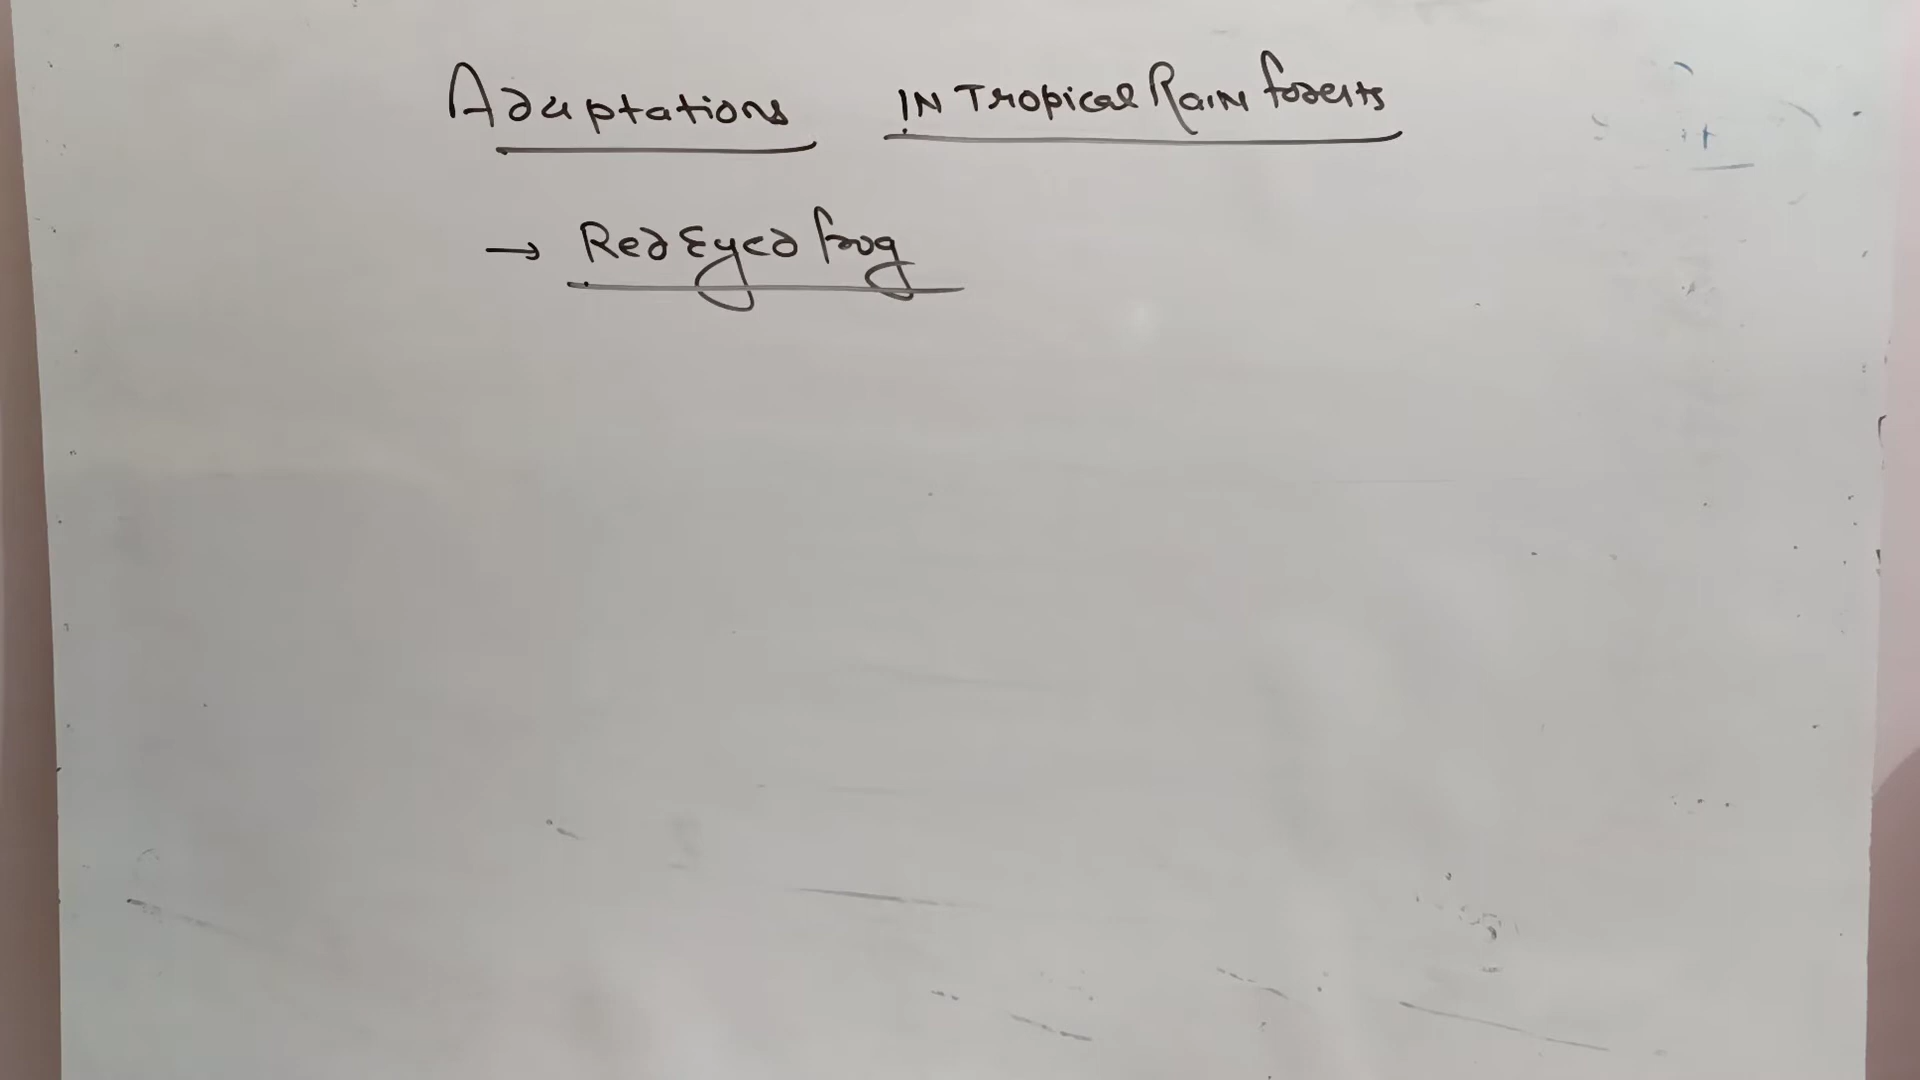 Adaptations IN Tropical Rain forests
→ Red Eyed frog